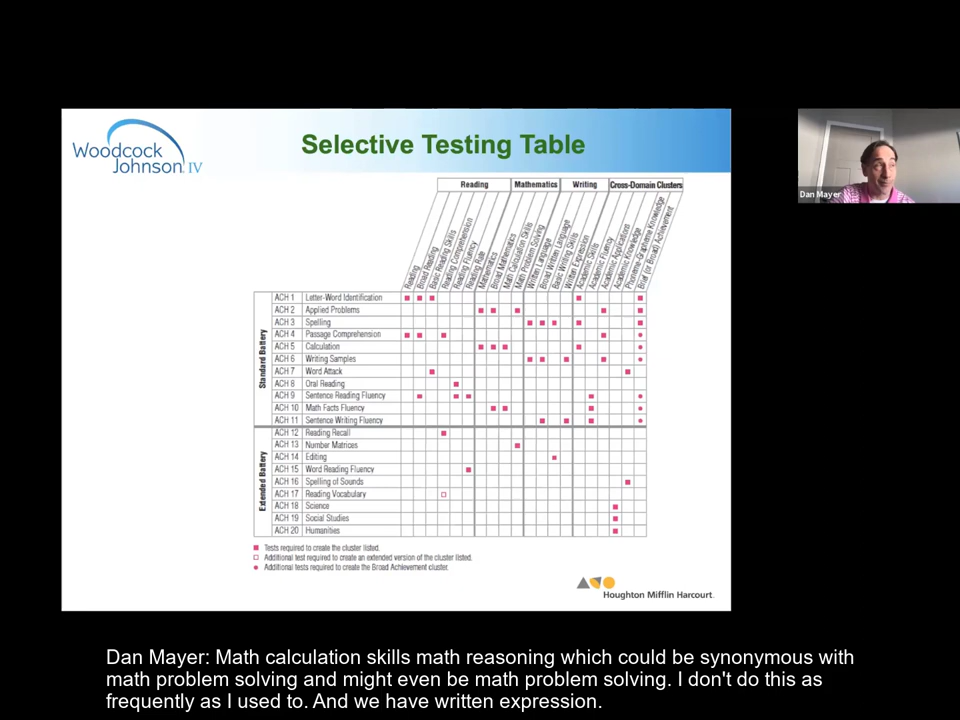 Woodcock
Johnson IV
Selective Testing Table
Reading
Mathematics
Writing
Cross-Domain Clusters
Reading
Broad Reading
Basic Reading Skills
Reading Comprehension
Reading Fluency
Reading Rate
Mathematics
Broad Mathematics
Math Calculation Skills
Math Problem Solving
Written Language
Broad Written Language
Basic Writing Skills
Written Expression
Academic Skills
Academic Fluency
Academic Applications
Academic Knowledge
Phoneme-Grapheme Knowledge
Brief (or Broad) Achievement
Standard Battery
ACH 1 Letter-Word Identification
ACH 2 Applied Problems
ACH 3 Spelling
ACH 4 Passage Comprehension
ACH 5 Calculation
ACH 6 Writing Samples
ACH 7 Word Attack
ACH 8 Oral Reading
ACH 9 Sentence Reading Fluency
ACH 10 Math Facts Fluency
ACH 11 Sentence Writing Fluency
Extended Battery
ACH 12 Reading Recall
ACH 13 Number Matrices
ACH 14 Editing
ACH 15 Word Reading Fluency
ACH 16 Spelling of Sounds
ACH 17 Reading Vocabulary
ACH 18 Science
ACH 19 Social Studies
ACH 20 Humanities
Tests required to create the cluster listed.
Additional test required to create an extended version of the cluster listed.
Additional tests required to create the Broad Achievement cluster.
Houghton Mifflin Harcourt
Dan Mayer
Dan Mayer: Math calculation skills math reasoning which could be synonymous with
math problem solving and might even be math problem solving. I don't do this as
frequently as I used to. And we have written expression.